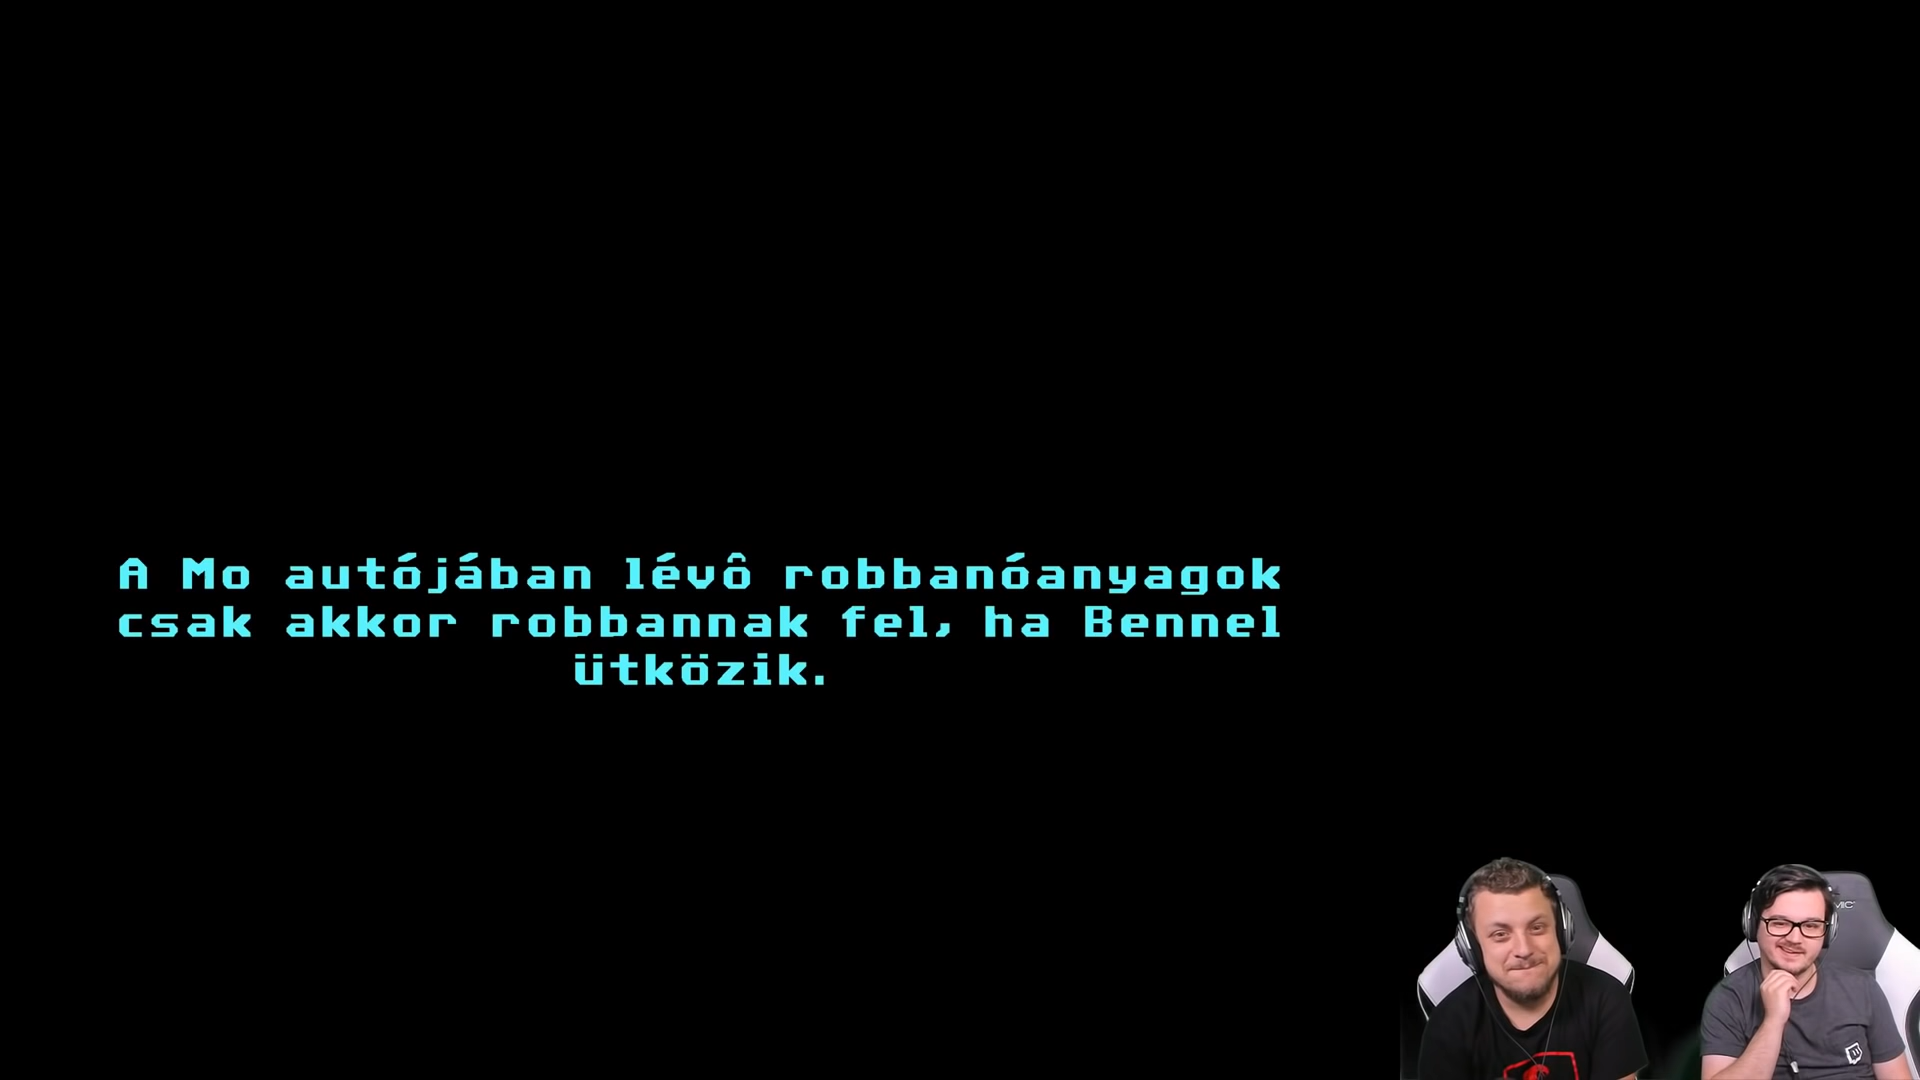 A Mo autójában lévô robbanóanyagok
csak akkor robbannak fel, ha Bennel
ütközik.